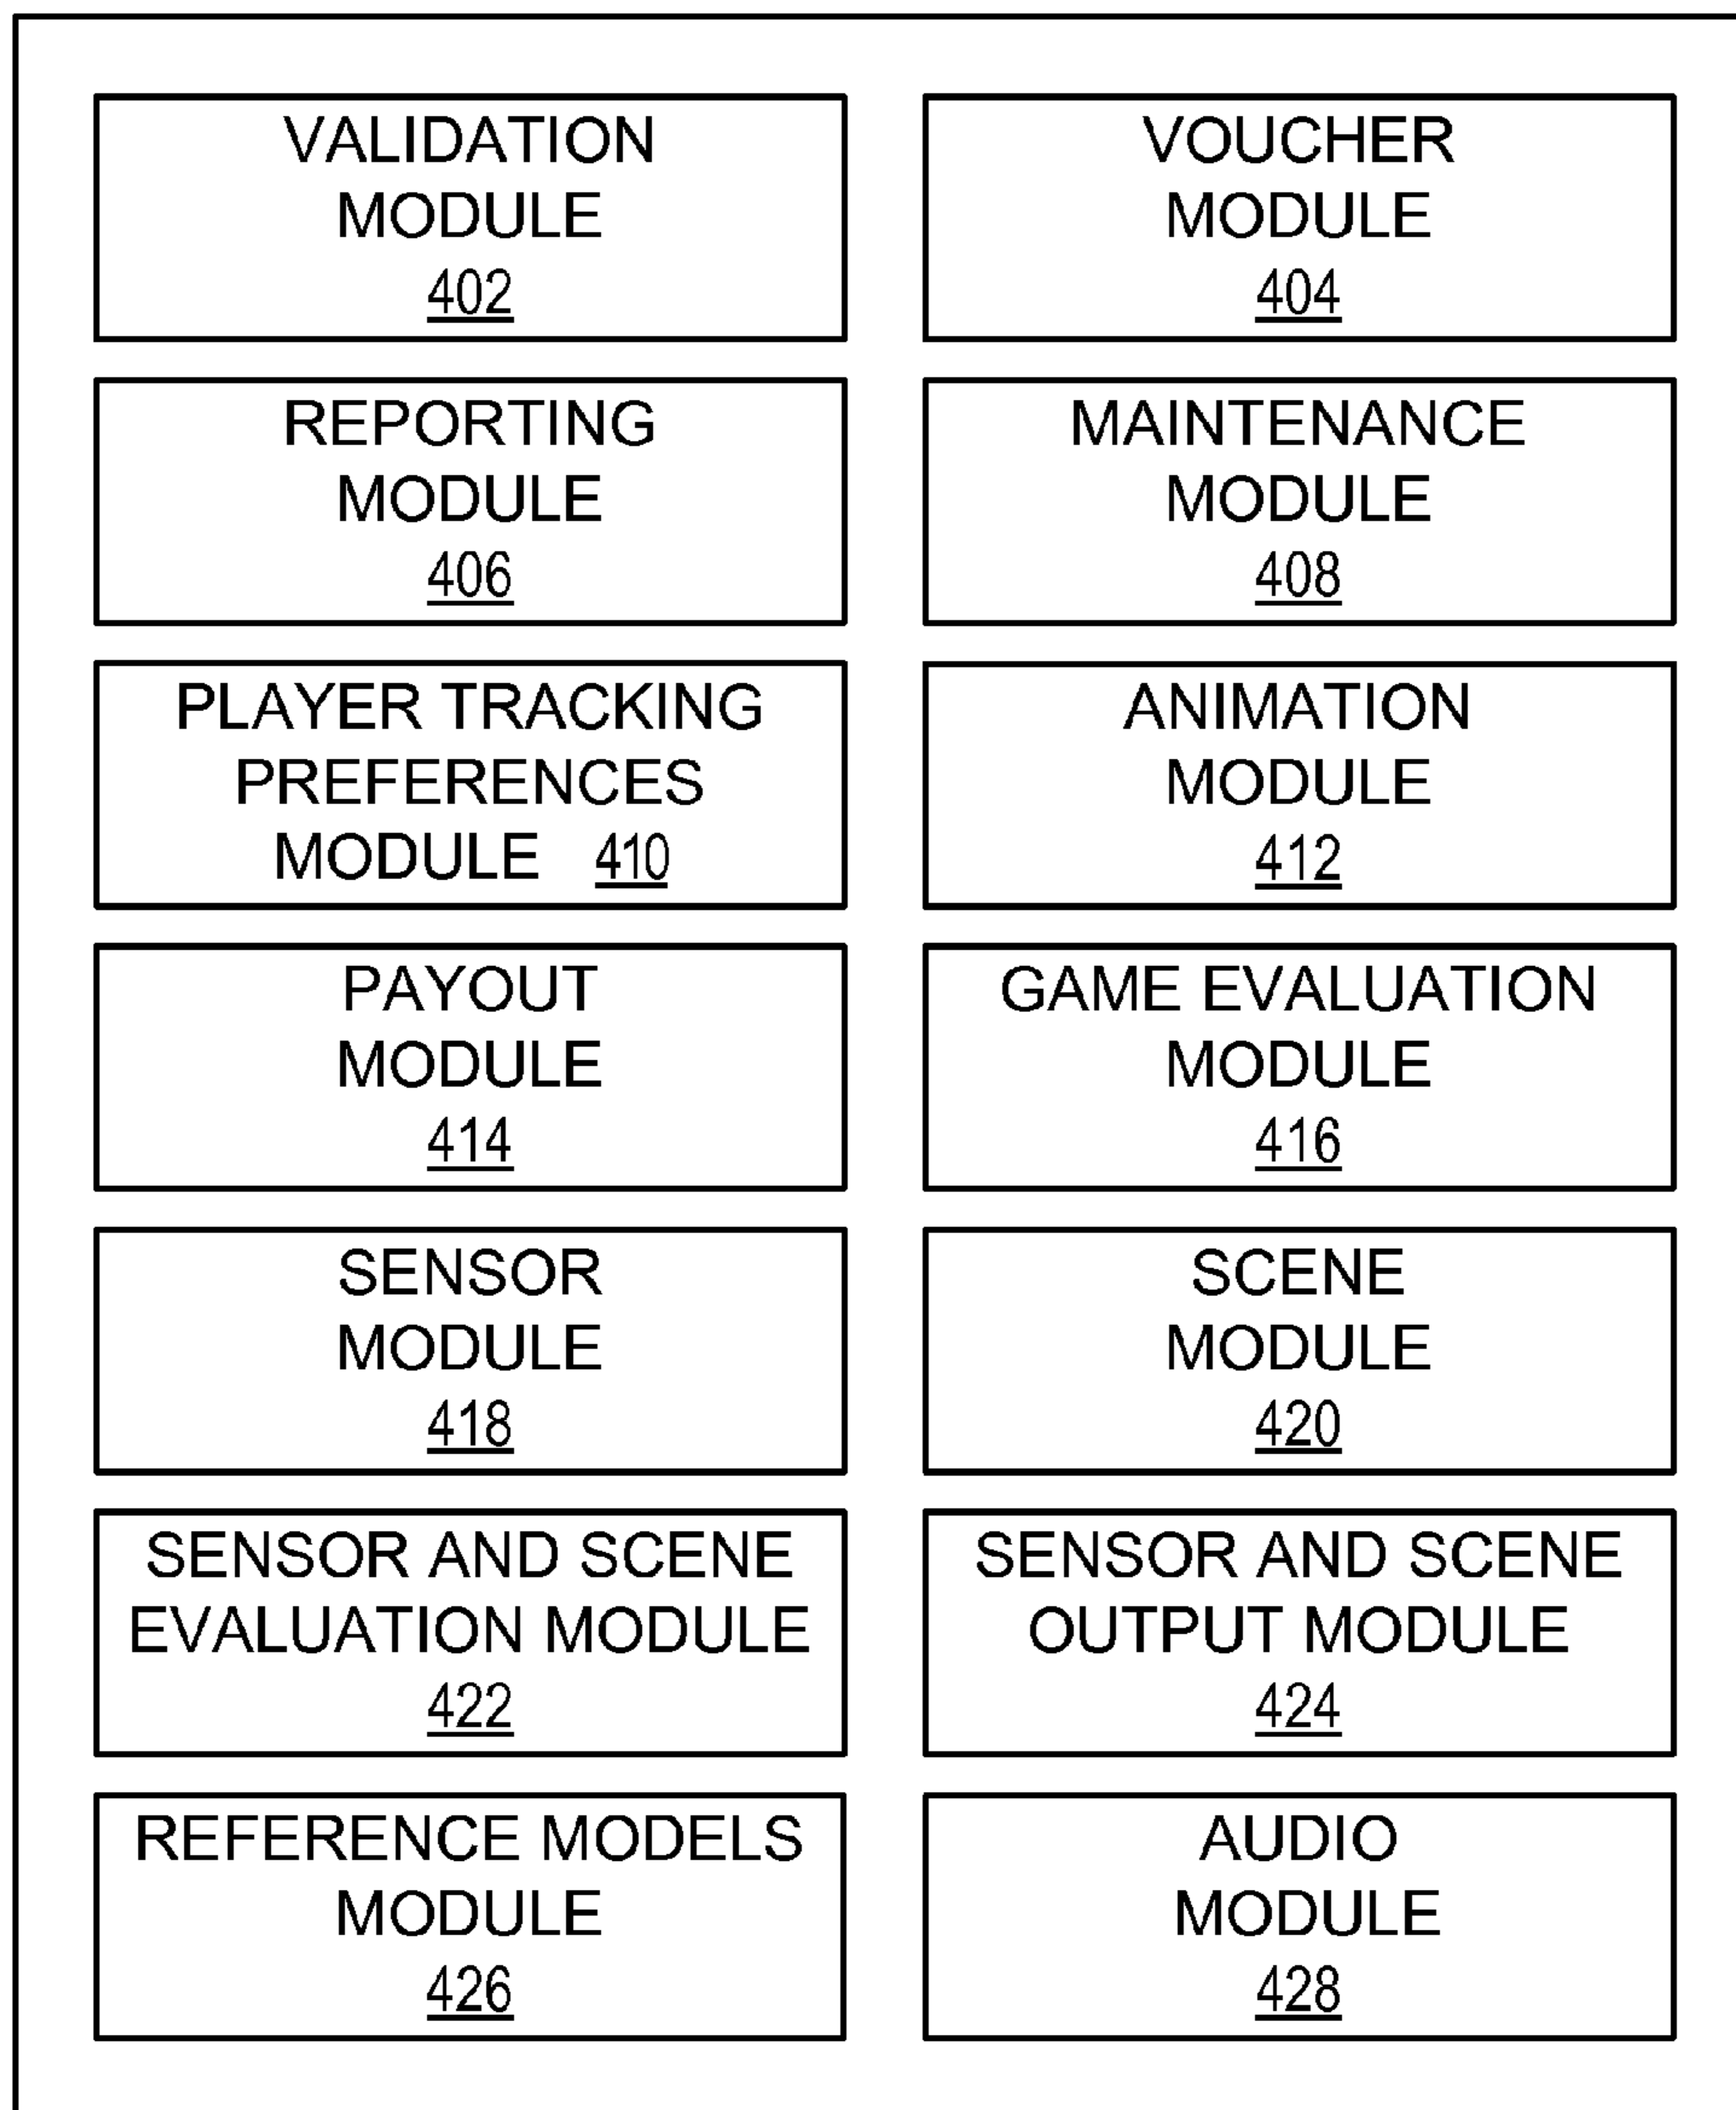 VALIDATION
MODULE
402
VOUCHER
MODULE
404
REPORTING
MODULE
406
MAINTENANCE
MODULE
408
PLAYER TRACKING
PREFERENCES
MODULE 410
ANIMATION
MODULE
412
PAYOUT
MODULE
414
GAME EVALUATION
MODULE
416
SENSOR
MODULE
418
SCENE
MODULE
420
SENSOR AND SCENE
EVALUATION MODULE
422
SENSOR AND SCENE
OUTPUT MODULE
424
REFERENCE MODELS
MODULE
426
AUDIO
MODULE
428